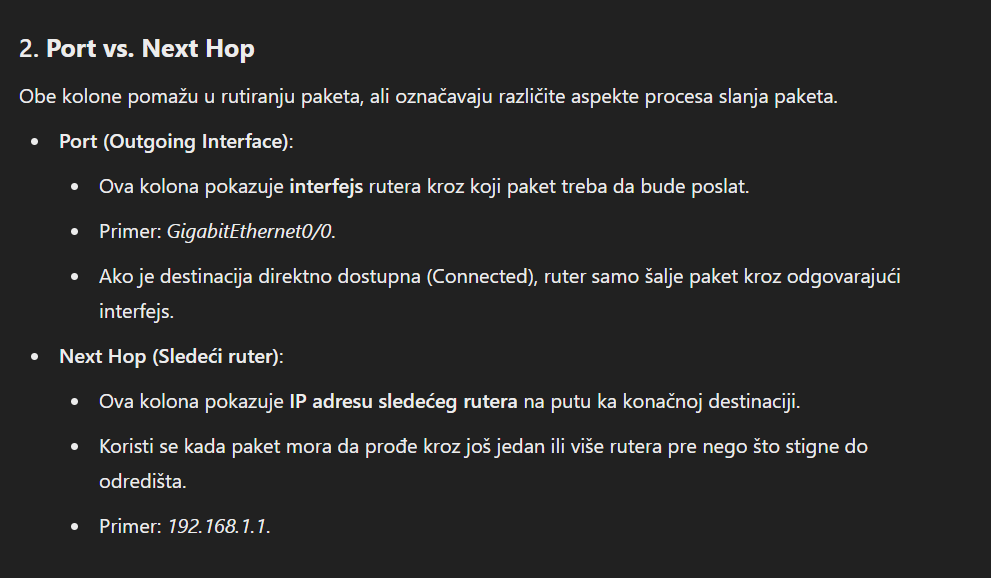 2. Port vs. Next Hop
Obe kolone pomažu u rutiranju paketa, ali označavaju različite aspekte procesa slanja paketa.
• Port (Outgoing Interface):
• Ova kolona pokazuje interfejs rutera kroz koji paket treba da bude poslat.
• Primer: GigabitEthernet0/0.
• Ako je destinacija direktno dostupna (Connected), ruter samo šalje paket kroz odgovarajući
interfejs.
• Next Hop (Sledeći ruter):
• Ova kolona pokazuje IP adresu sledećeg rutera na putu ka konačnoj destinaciji.
• Koristi se kada paket mora da prođe kroz još jedan ili više rutera pre nego što stigne do
odredišta.
• Primer: 192.168.1.1.